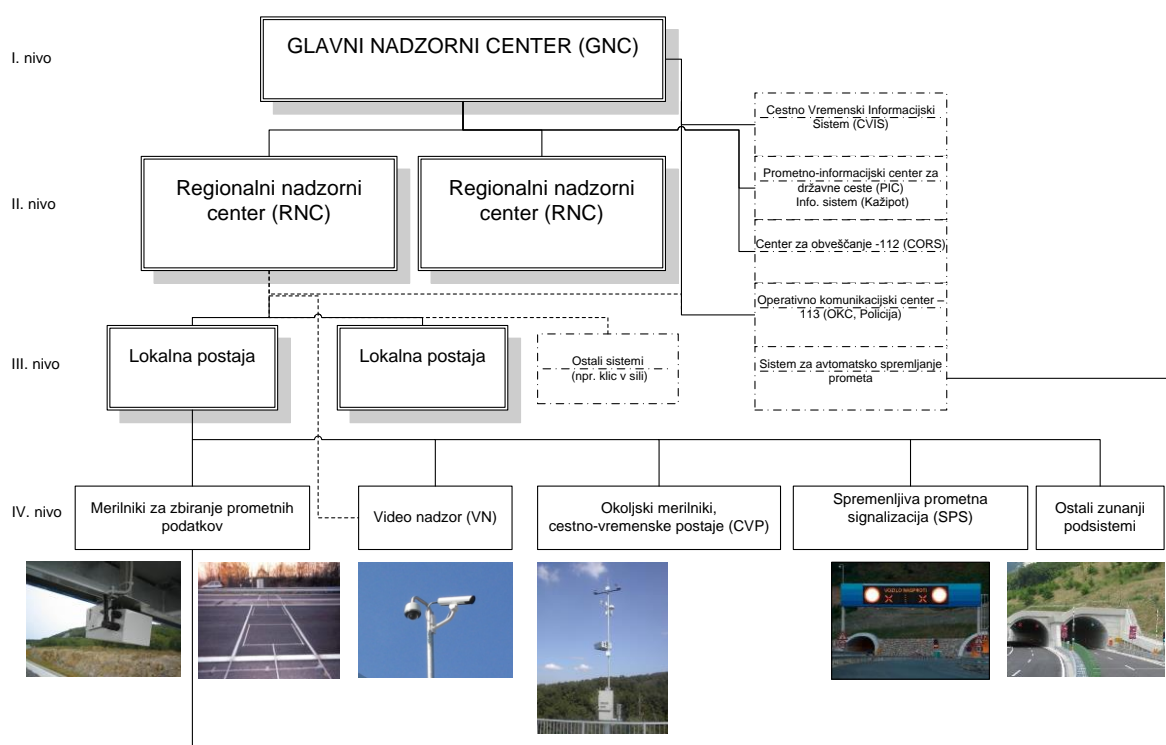 I. nivo
GLAVNI NADZORNI CENTER (GNC)
Cestno Vremenski Informacijski
Sistem (CVIS)
II. nivo
Regionalni nadzorni
center (RNC)
Regionalni nadzorni
center (RNC)
Prometno-informacijski center za
državne ceste (PIC)
Info. sistem (Kažipot)
Center za obveščanje -112 (CORS)
Operativno komunikacijski center –
113 (OKC, Policija)
III. nivo
Lokalna postaja
Lokalna postaja
Ostali sistemi
(npr. klic v sili)
Sistem za avtomatsko spremljanje
prometa
IV. nivo
Merilniki za zbiranje prometnih
podatkov
Video nadzor (VN)
Okoljski merilniki,
cestno-vremenske postaje (CVP)
Spremenljiva prometna
signalizacija (SPS)
Ostali zunanji
podsistemi